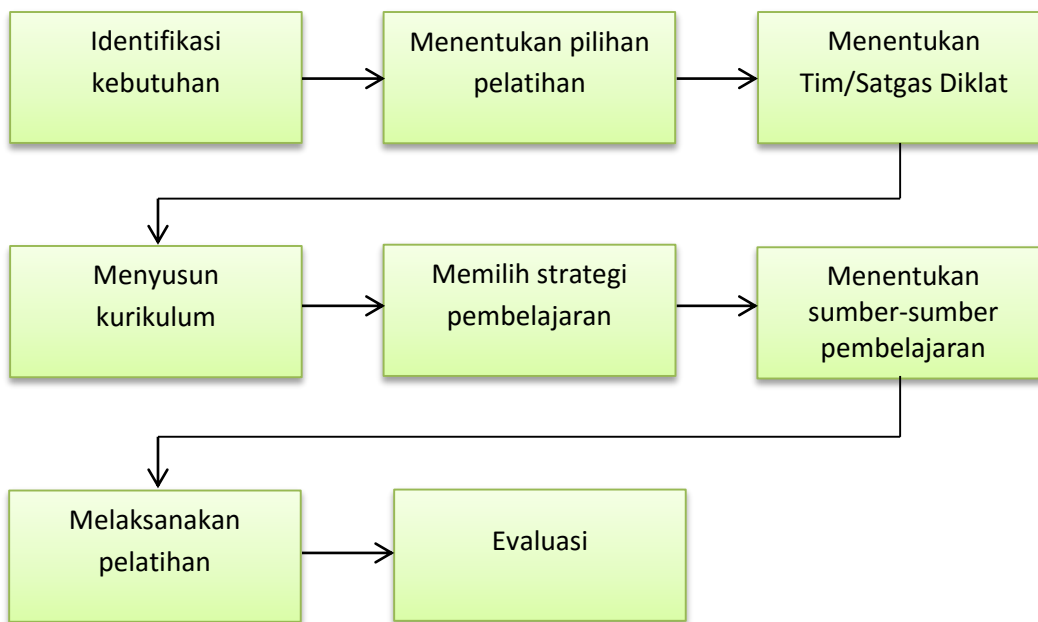 Identifikasi
kebutuhan
Menentukan pilihan
pelatihan
Menentukan
Tim/Satgas Diklat
Menyusun
kurikulum
Memilih strategi
pembelajaran
Menentukan
sumber-sumber
pembelajaran
Melaksanakan
pelatihan
Evaluasi